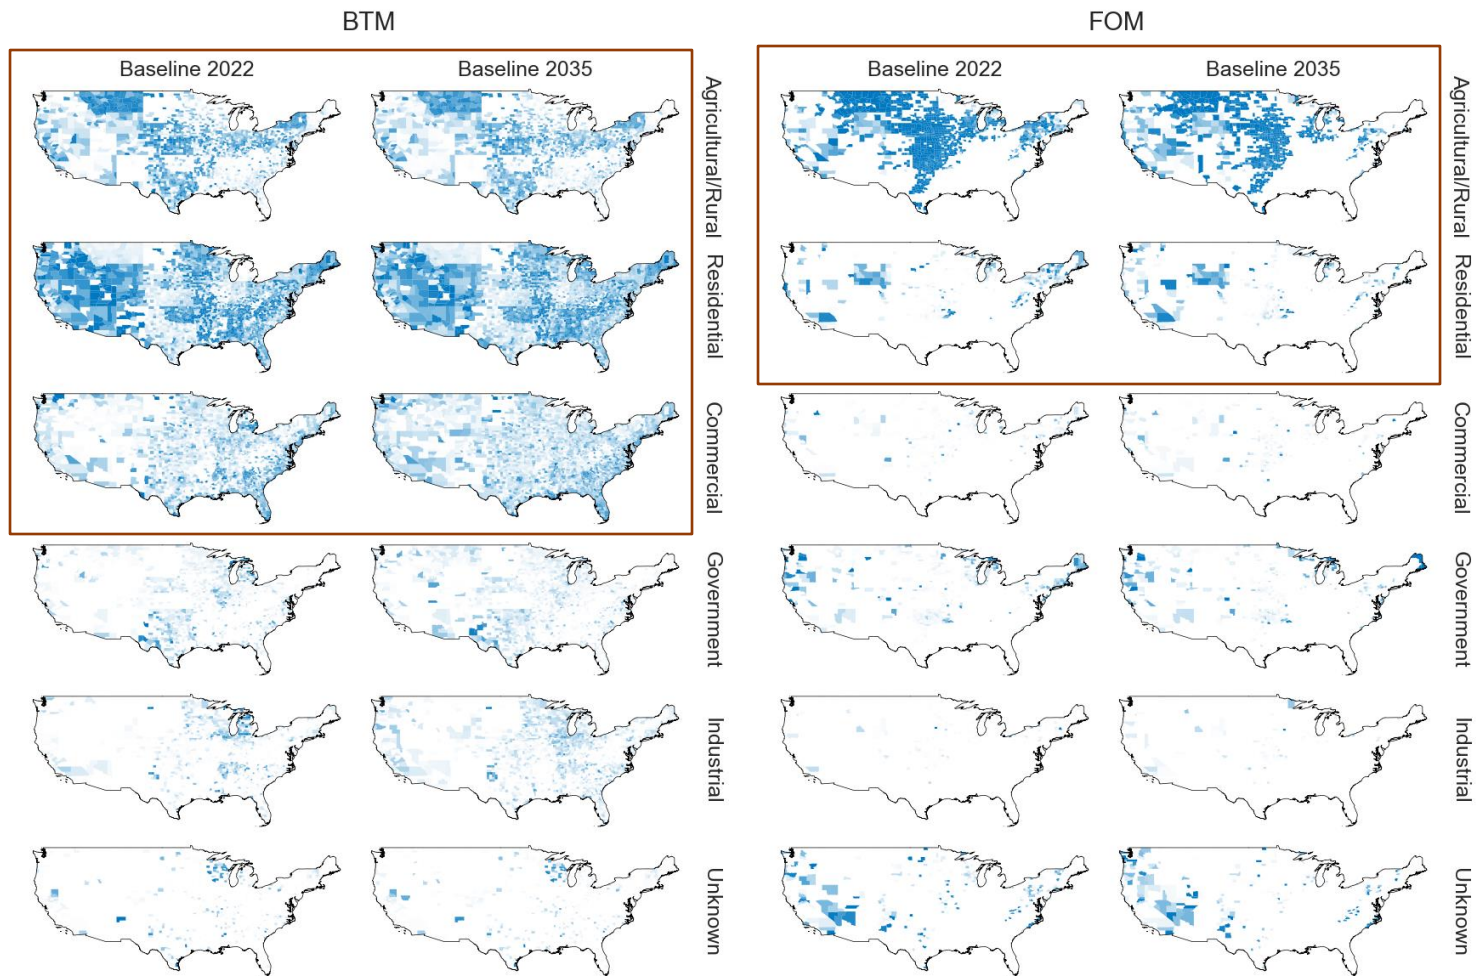 BTM
FOM
Baseline 2022
Baseline 2035
Baseline 2022
Baseline 2035
Agricultural/Rural
Agricultural/Rural
Residential
Residential
Commercial
Commercial
Government
Government
Industrial
Industrial
Unknown
Unknown